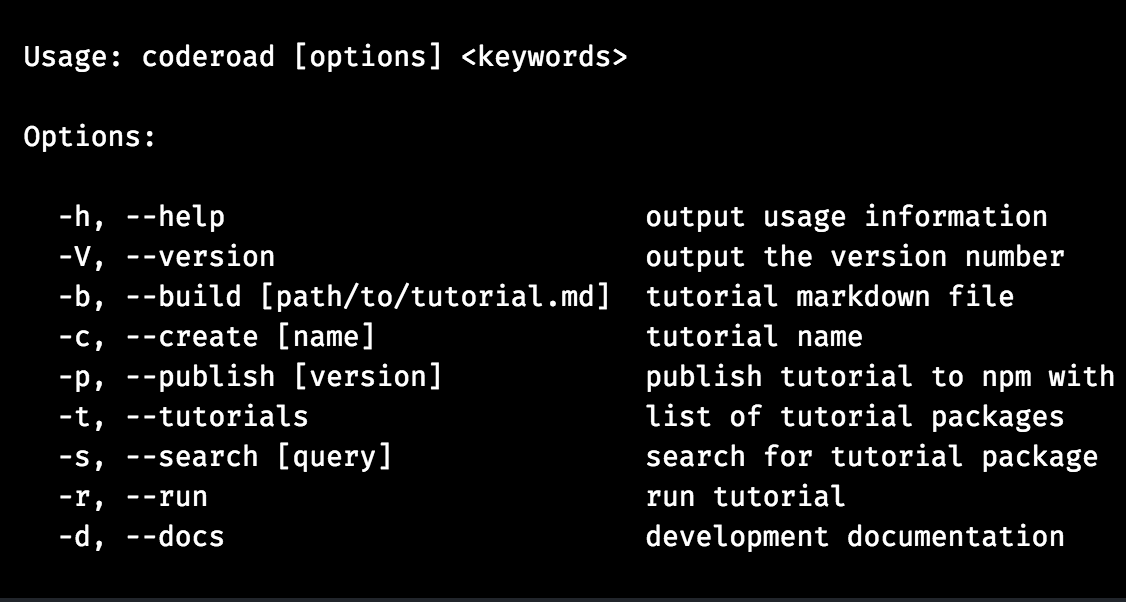 Usage: coderoad [options] <keywords>
Options:
-h, --help output usage information
-V, --version output the version number
-b, --build [path/to/tutorial.md] tutorial markdown file
-c, --create [name] tutorial name
-p, --publish [version] publish tutorial to npm with
-t, --tutorials list of tutorial packages
-s, --search [query] search for tutorial package
-r, --run run tutorial
-d, --docs development documentation